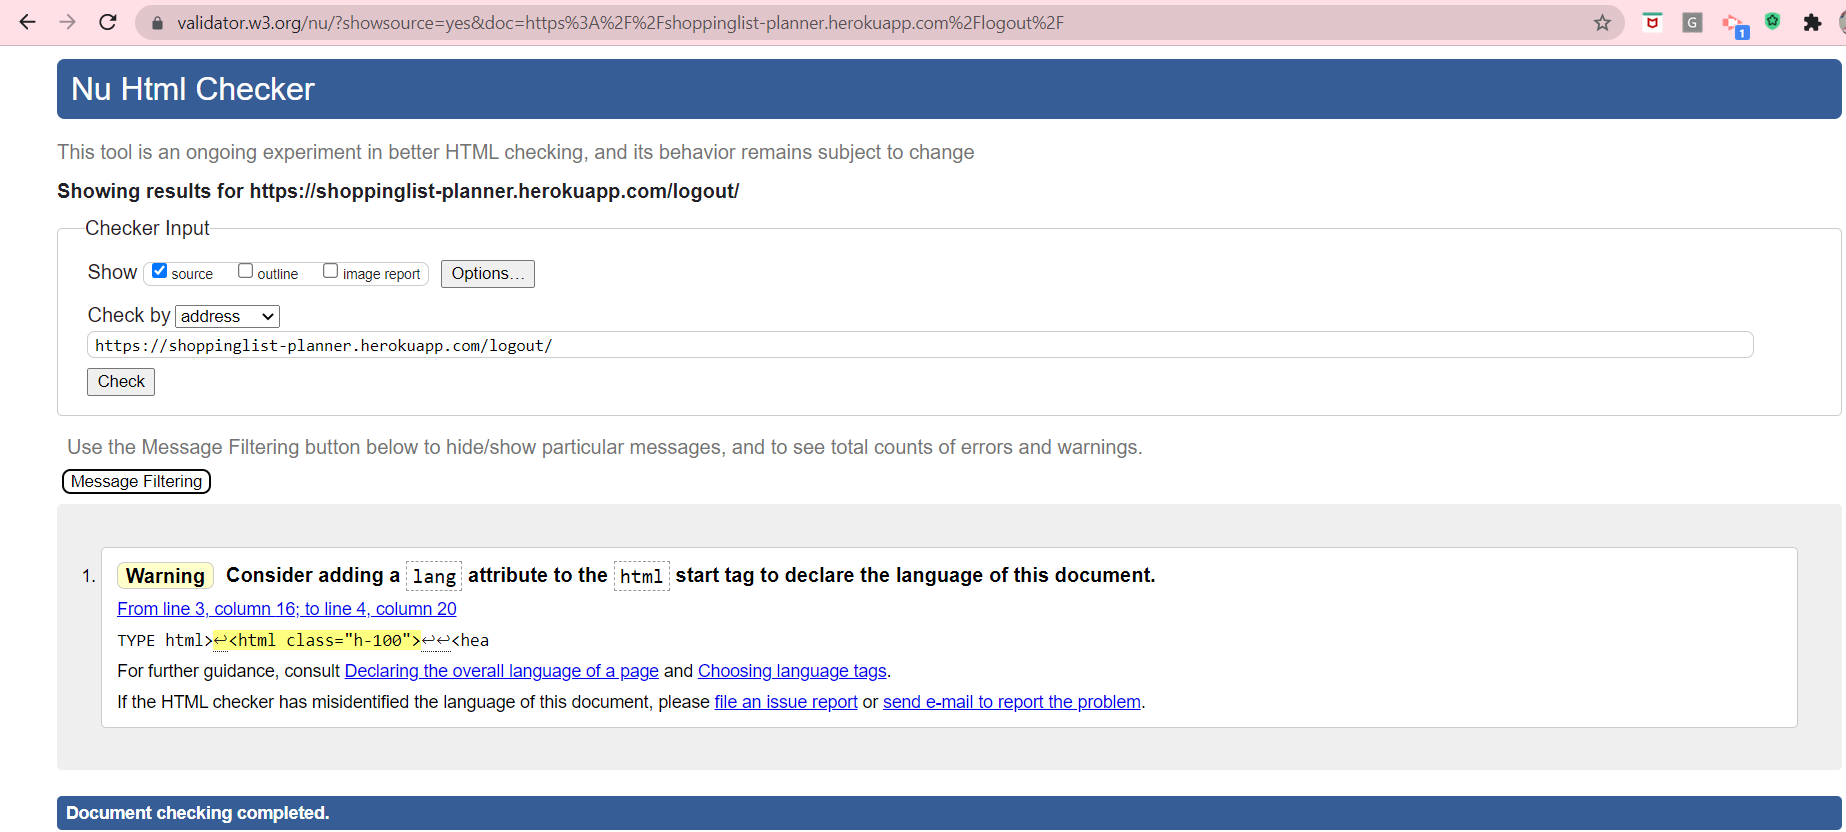 validator.w3.org/nu/?showsource=yes&doc=https%3A%2F%2Fshoppinglist-planner.herokuapp.com%2Flogout%2F
G
1
Nu Html Checker
This tool is an ongoing experiment in better HTML checking, and its behavior remains subject to change
Showing results for https://shoppinglist-planner.herokuapp.com/logout/
Checker Input
Show source outline image report Options...
Check by address
https://shoppinglist-planner.herokuapp.com/logout/
Check
Use the Message Filtering button below to hide/show particular messages, and to see total counts of errors and warnings.
Message Filtering
1. Warning Consider adding a lang attribute to the html start tag to declare the language of this document.
From line 3, column 16; to line 4, column 20
TYPE html>↩<html class="h-100">↩↩<hea
For further guidance, consult Declaring the overall language of a page and Choosing language tags.
If the HTML checker has misidentified the language of this document, please file an issue report or send e-mail to report the problem.
Document checking completed.